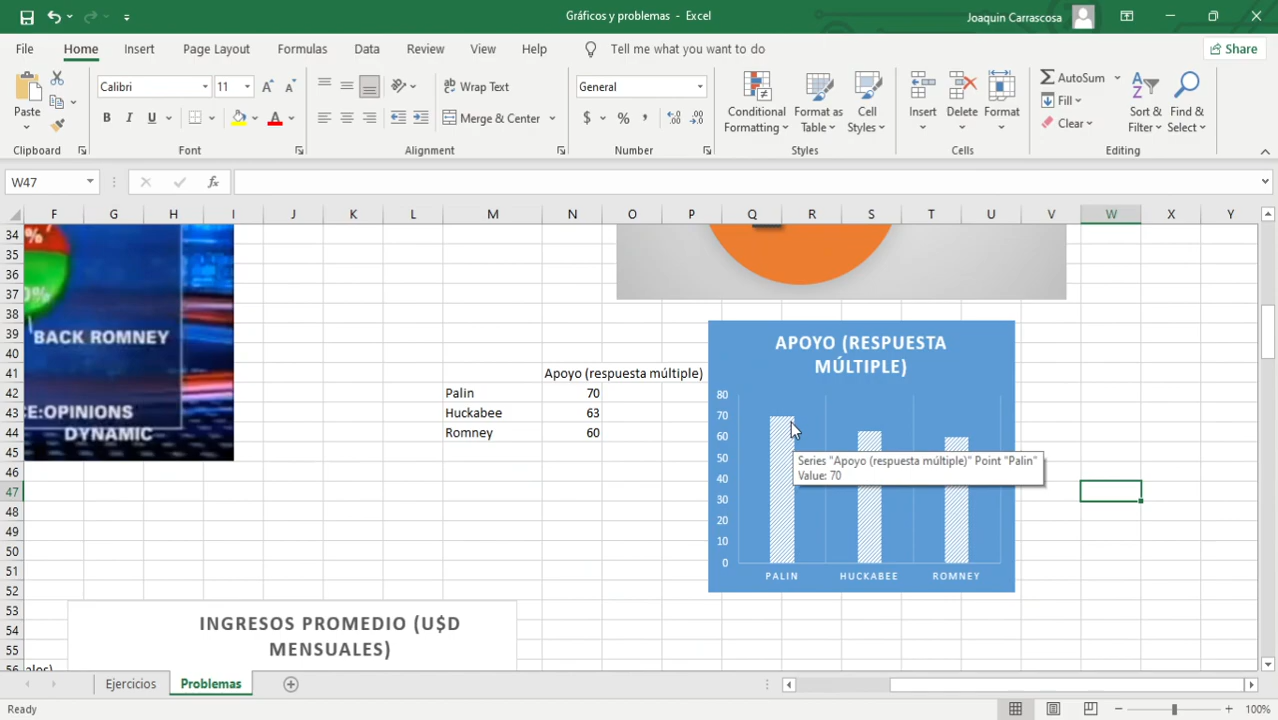 Gráficos y problemas - Excel
Joaquin Carrascosa
File Home Insert Page Layout Formulas Data Review View Help Tell me what you want to do Share
Paste
Clipboard
Calibri 11
B I U
Font
Wrap Text
Merge & Center
Alignment
General
$ % ,
Number
Conditional Formatting
Format as Table
Cell Styles
Styles
Insert
Delete
Format
Cells
AutoSum
Fill
Clear
Sort & Filter
Find & Select
Editing
W47
fx
F G H I J K L M N O P Q R S T U V W X Y
34
35
36
37
38
39
40
41
42
43
44
45
46
47
48
49
50
51
52
53
54
55
56
%
0%
BACK ROMNEY
CE:OPINIONS
DYNAMIC
Apoyo (respuesta múltiple)
Palin 70
Huckabee 63
Romney 60
APOYO (RESPUESTA
MÚLTIPLE)
80
70
60
50
40
30
20
10
0
PALIN HUCKABEE ROMNEY
Series "Apoyo (respuesta múltiple)" Point "Palin"
Value: 70
INGRESOS PROMEDIO (U$D
MENSUALES)
ales)
Ejercicios Problemas
Ready
100%